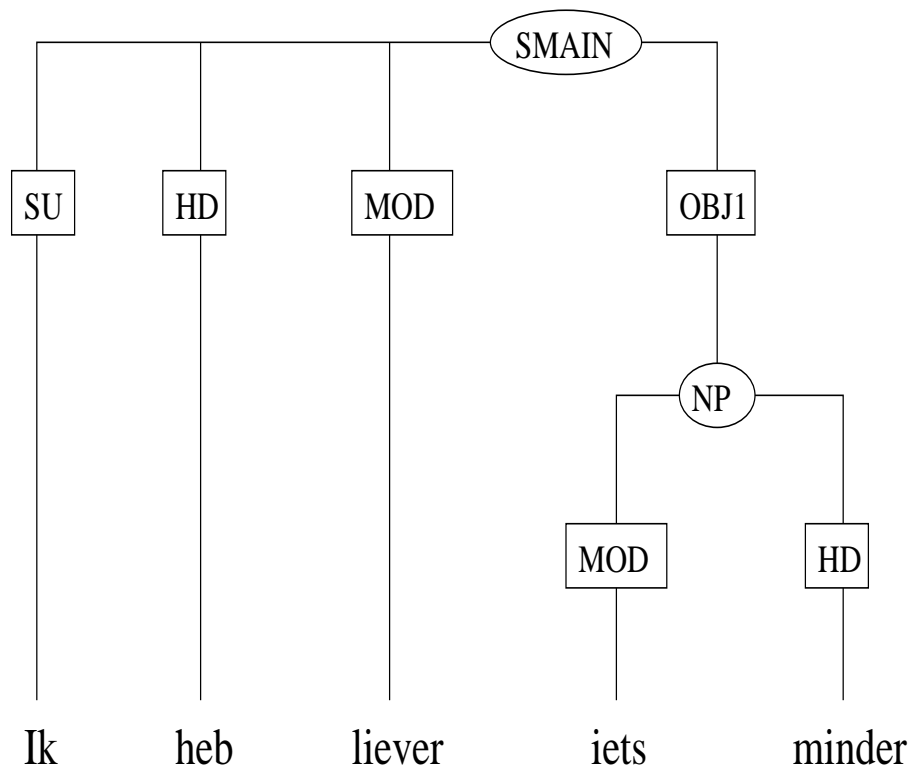 SMAIN
SU HD MOD OBJ1
NP
MOD HD
Ik heb liever iets minder